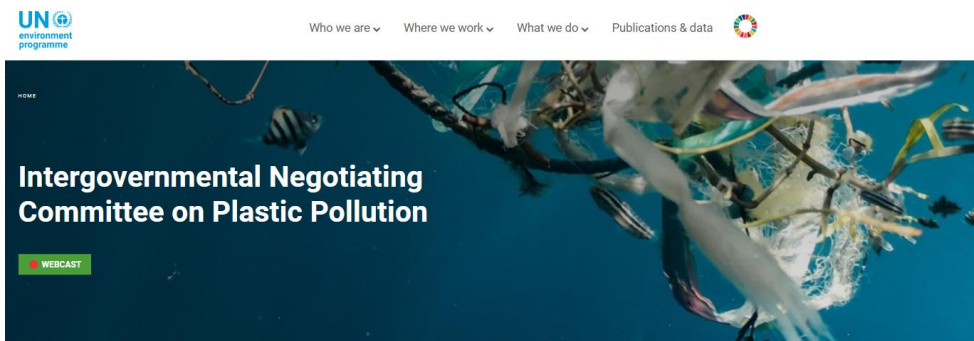 UN
environment
programme
Who we are
Where we work
What we do
Publications & data
HOME
Intergovernmental Negotiating
Committee on Plastic Pollution
WEBCAST